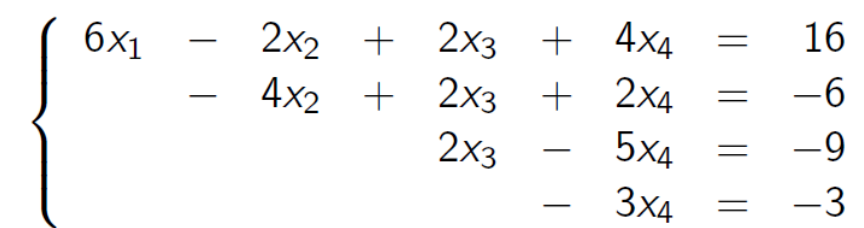 6x₁ − 2x₂ + 2x₃ + 4x₄ = 16
− 4x₂ + 2x₃ + 2x₄ = −6
2x₃ − 5x₄ = −9
− 3x₄ = −3